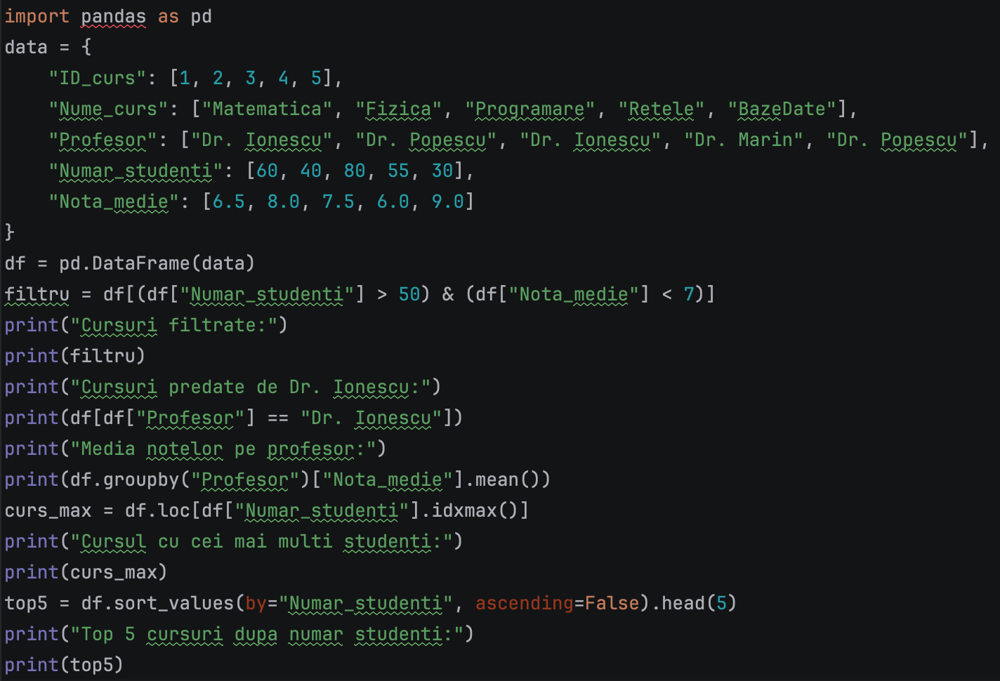 import pandas as pd
data = {
    "ID_curs": [1, 2, 3, 4, 5],
    "Nume_curs": ["Matematica", "Fizica", "Programare", "Retele", "BazeDate"],
    "Profesor": ["Dr. Ionescu", "Dr. Popescu", "Dr. Ionescu", "Dr. Marin", "Dr. Popescu"],
    "Numar_studenti": [60, 40, 80, 55, 30],
    "Nota_medie": [6.5, 8.0, 7.5, 6.0, 9.0]
}
df = pd.DataFrame(data)
filtru = df[(df["Numar_studenti"] > 50) & (df["Nota_medie"] < 7)]
print("Cursuri filtrate:")
print(filtru)
print("Cursuri predate de Dr. Ionescu:")
print(df[df["Profesor"] == "Dr. Ionescu"])
print("Media notelor pe profesor:")
print(df.groupby("Profesor")["Nota_medie"].mean())
curs_max = df.loc[df["Numar_studenti"].idxmax()]
print("Cursul cu cei mai multi studenti:")
print(curs_max)
top5 = df.sort_values(by="Numar_studenti", ascending=False).head(5)
print("Top 5 cursuri dupa numar studenti:")
print(top5)